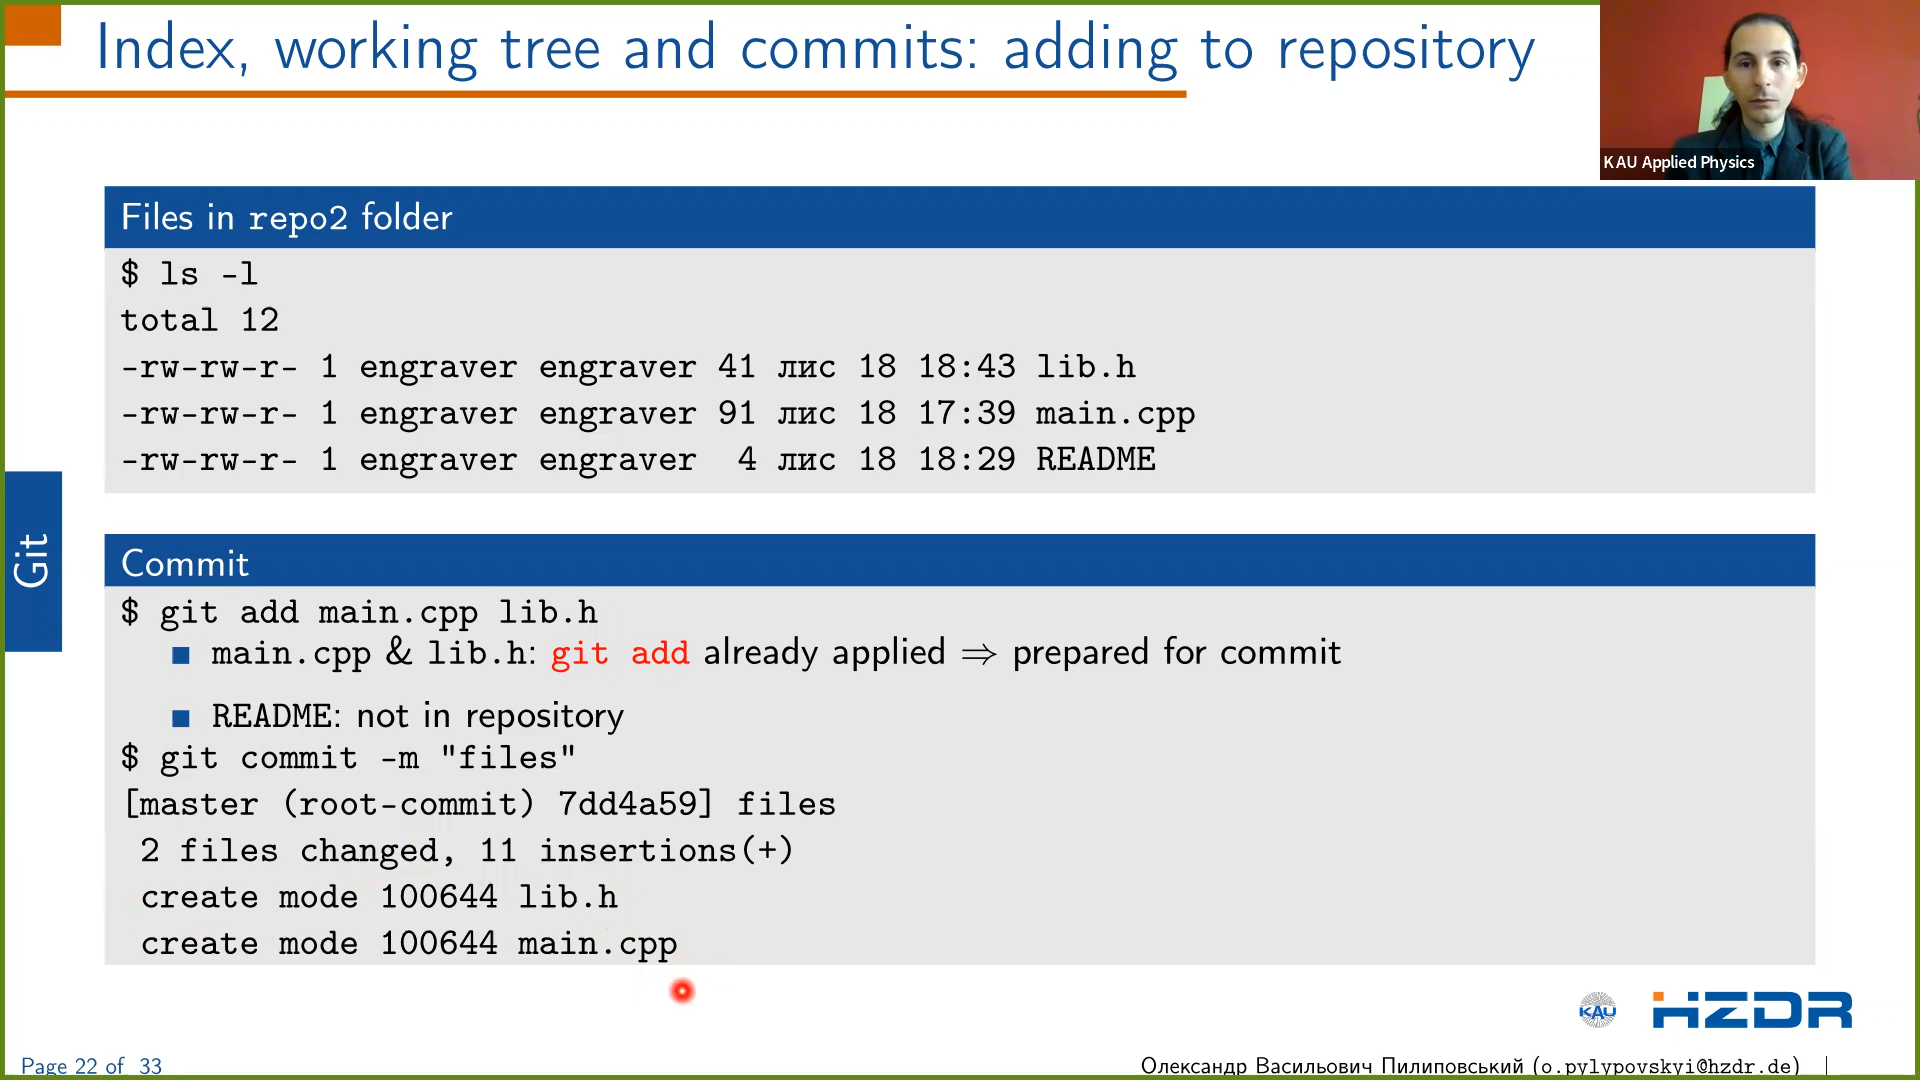 Index, working tree and commits: adding to repository
KAU Applied Physics
Files in repo2 folder
$ ls -l
total 12
-rw-rw-r- 1 engraver engraver 41 лис 18 18:43 lib.h
-rw-rw-r- 1 engraver engraver 91 лис 18 17:39 main.cpp
-rw-rw-r- 1 engraver engraver 4 лис 18 18:29 README
Git
Commit
$ git add main.cpp lib.h
main.cpp & lib.h: git add already applied ⇒ prepared for commit
README: not in repository
$ git commit -m "files"
[master (root-commit) 7dd4a59] files
2 files changed, 11 insertions(+)
create mode 100644 lib.h
create mode 100644 main.cpp
KAU
HZDR
Page 22 of 33
Олександр Васильович Пилиповський (o.pylypovskyi@hzdr.de) |